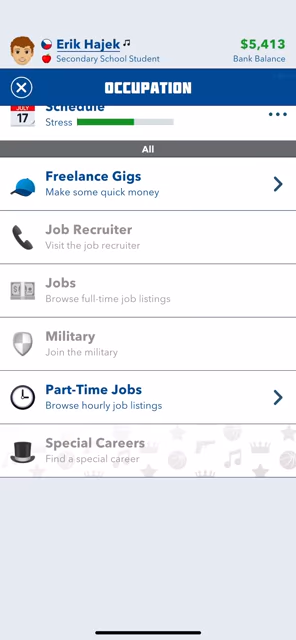 Erik Hajek
$5,413
Secondary School Student
Bank Balance
OCCUPATION
JULY
17
Schedule
Stress
All
Freelance Gigs
Make some quick money
Job Recruiter
Visit the job recruiter
Jobs
Browse full-time job listings
Military
Join the military
Part-Time Jobs
Browse hourly job listings
Special Careers
Find a special career